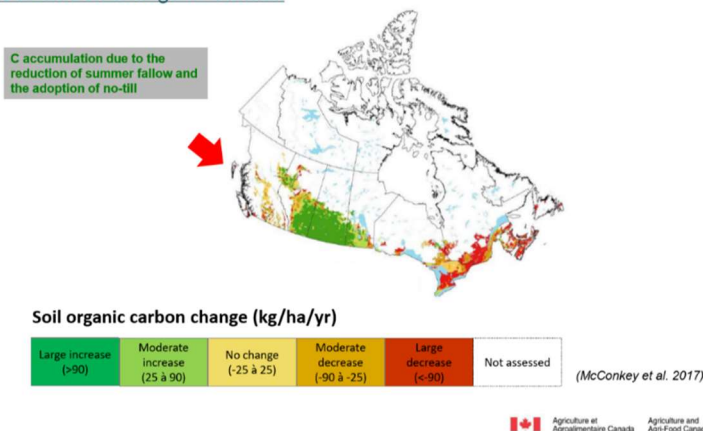 C accumulation due to the
reduction of summer fallow and
the adoption of no-till
Soil organic carbon change (kg/ha/yr)
Large increase
(>90)
Moderate
increase
(25 à 90)
No change
(-25 à 25)
Moderate
decrease
(-90 à -25)
Large
decrease
(<-90)
Not assessed
(McConkey et al. 2017)
Agriculture et
Agroalimentaire Canada
Agriculture and